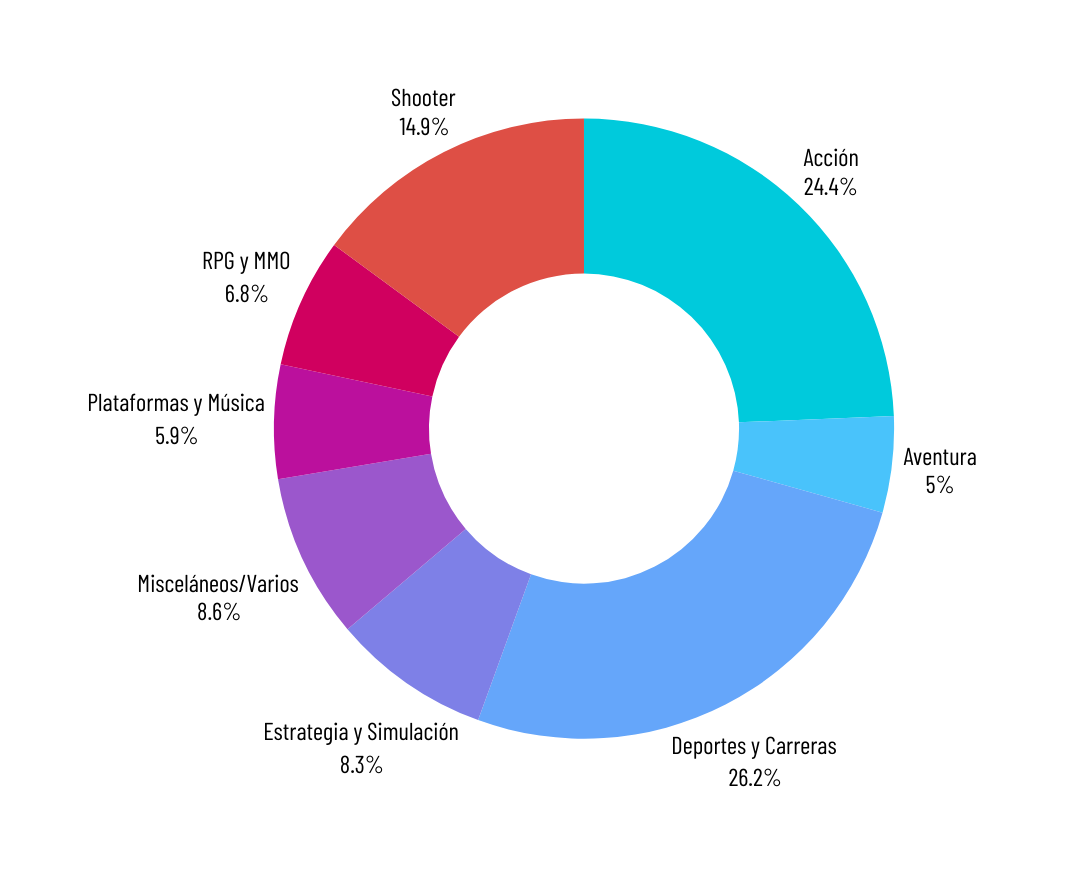 Shooter
14.9%
Acción
24.4%
RPG y MMO
6.8%
Plataformas y Música
5.9%
Aventura
5%
Misceláneos/Varios
8.6%
Estrategia y Simulación
8.3%
Deportes y Carreras
26.2%